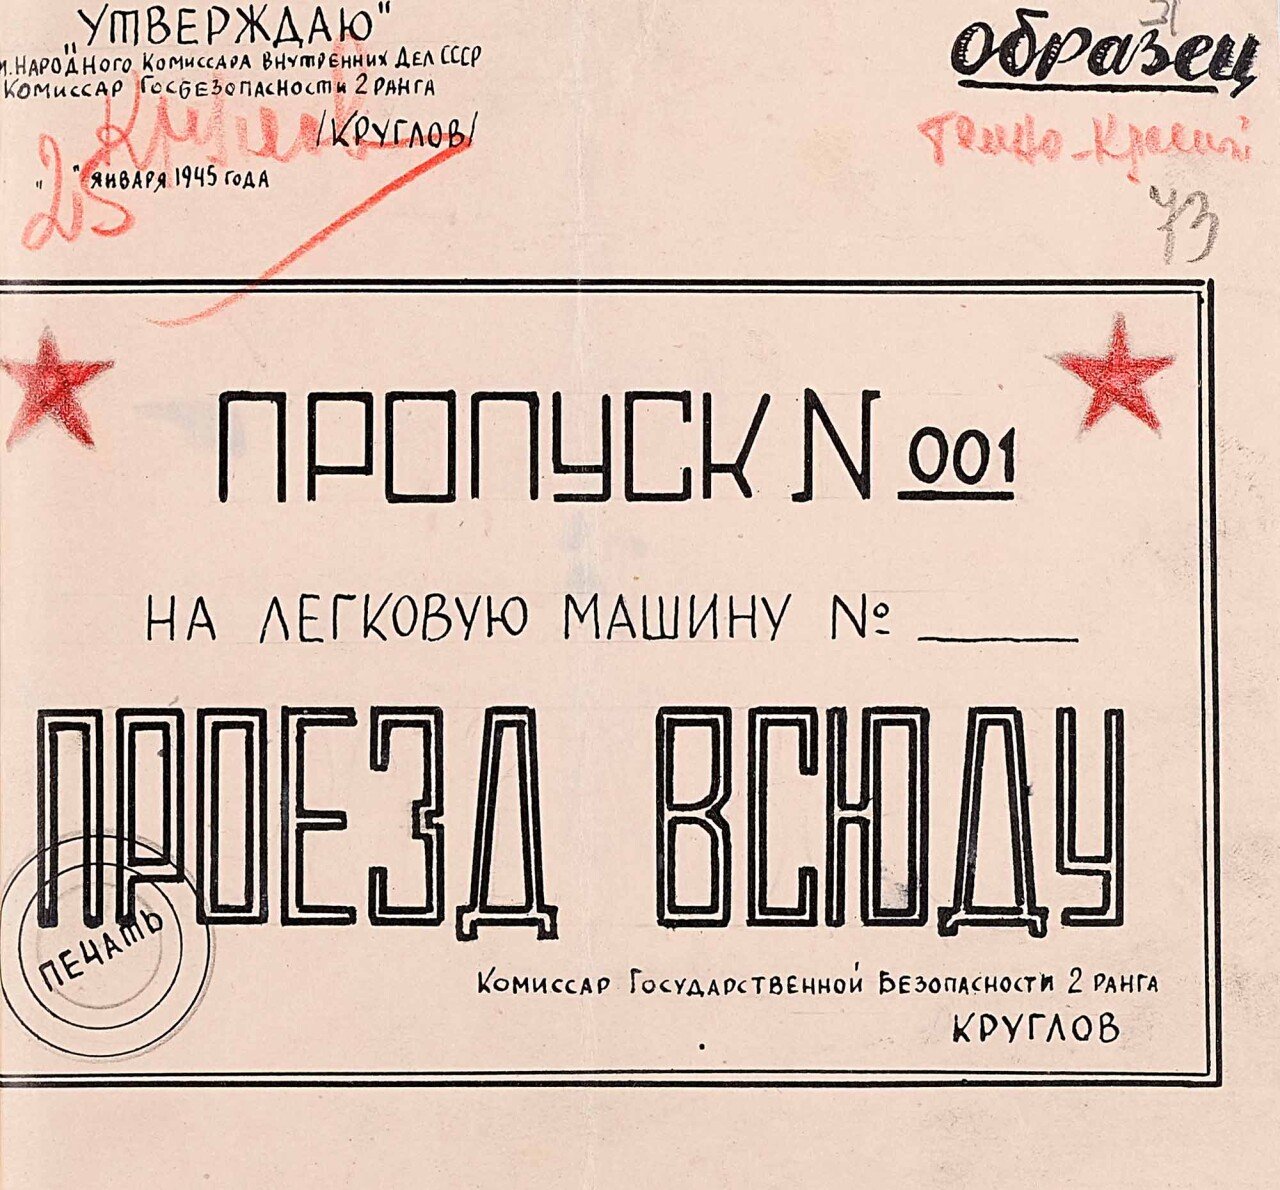 "УТВЕРЖДАЮ"
м.НАРОДНОГО КОМИССАРА ВНУТРЕННИХ ДЕЛ СССР
КОМИССАР ГОСБЕЗОПАСНОСТИ 2 РАНГА
/КРУГЛОВ/
25
" " ЯНВАРЯ 1945 ГОДА
Образец
73
ПРОПУСК N 001
НА ЛЕГКОВУЮ МАШИНУ №
ПРОЕЗД ВСЮДУ
ПЕЧАТЬ
КОМИССАР ГОСУДАРСТВЕННОЙ БЕЗОПАСНОСТИ 2 РАНГА
КРУГЛОВ